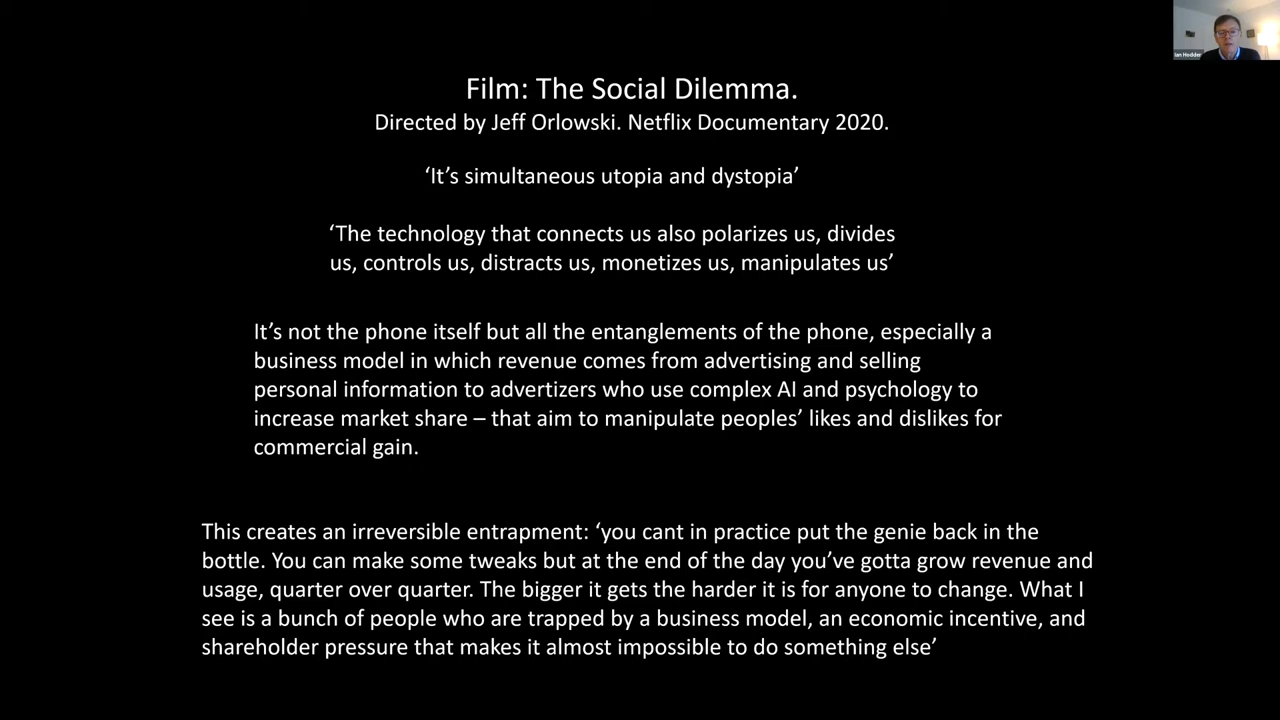 Ian Hodder
Film: The Social Dilemma.
Directed by Jeff Orlowski. Netflix Documentary 2020.
‘It’s simultaneous utopia and dystopia’
‘The technology that connects us also polarizes us, divides
us, controls us, distracts us, monetizes us, manipulates us’
It’s not the phone itself but all the entanglements of the phone, especially a
business model in which revenue comes from advertising and selling
personal information to advertizers who use complex AI and psychology to
increase market share – that aim to manipulate peoples’ likes and dislikes for
commercial gain.
This creates an irreversible entrapment: ‘you cant in practice put the genie back in the
bottle. You can make some tweaks but at the end of the day you’ve gotta grow revenue and
usage, quarter over quarter. The bigger it gets the harder it is for anyone to change. What I
see is a bunch of people who are trapped by a business model, an economic incentive, and
shareholder pressure that makes it almost impossible to do something else’